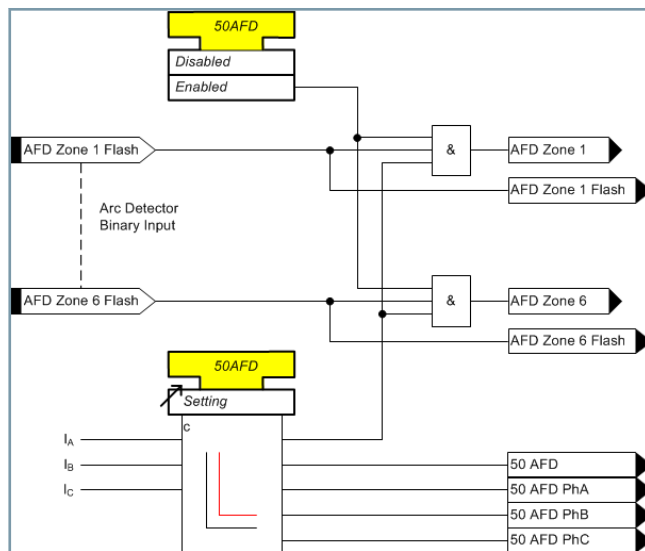 50AFD
Disabled
Enabled
AFD Zone 1 Flash
&
AFD Zone 1
AFD Zone 1 Flash
Arc Detector
Binary Input
AFD Zone 6 Flash
&
AFD Zone 6
AFD Zone 6 Flash
50AFD
Setting
c
IA
IB
IC
50 AFD
50 AFD PhA
50 AFD PhB
50 AFD PhC